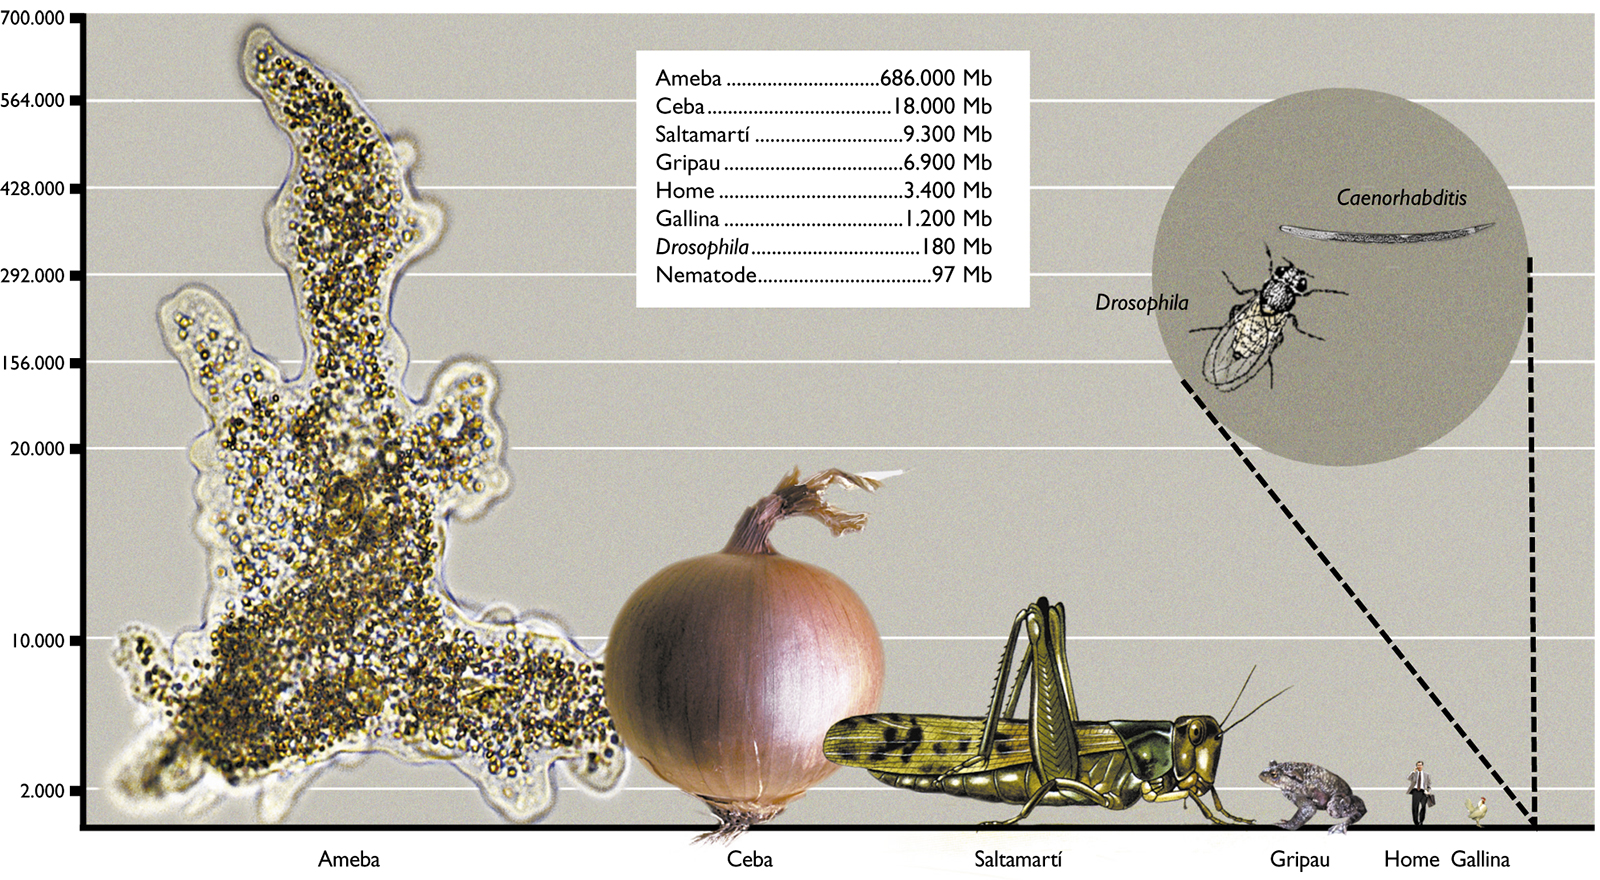 700.000
564.000
428.000
292.000
156.000
20.000
10.000
2.000
Ameba ............................686.000 Mb
Ceba..................................18.000 Mb
Saltamartí ...........................9.300 Mb
Gripau .................................6.900 Mb
Home ..................................3.400 Mb
Gallina .................................1.200 Mb
Drosophila...............................180 Mb
Nematode................................97 Mb
Caenorhabditis
Drosophila
Ameba Ceba Saltamartí Gripau Home Gallina